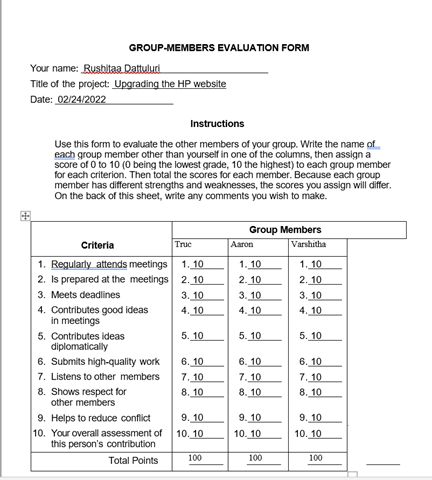 GROUP-MEMBERS EVALUATION FORM
Your name: Rushitaa Dattuluri
Title of the project: Upgrading the HP website
Date: 02/24/2022
Instructions
Use this form to evaluate the other members of your group. Write the name of
each group member other than yourself in one of the columns, then assign a
score of 0 to 10 (0 being the lowest grade, 10 the highest) to each group member
for each criterion. Then total the scores for each member. Because each group
member has different strengths and weaknesses, the scores you assign will differ.
On the back of this sheet, write any comments you wish to make.
Group Members
Criteria Truc Aaron Varshitha
1. Regularly attends meetings 1. 10 1. 10 1. 10
2. Is prepared at the meetings 2. 10 2. 10 2. 10
3. Meets deadlines 3. 10 3. 10 3. 10
4. Contributes good ideas 4. 10 4. 10 4. 10
in meetings
5. Contributes ideas 5. 10 5. 10 5. 10
diplomatically
6. Submits high-quality work 6. 10 6. 10 6. 10
7. Listens to other members 7. 10 7. 10 7. 10
8. Shows respect for 8. 10 8. 10 8. 10
other members
9. Helps to reduce conflict 9. 10 9. 10 9. 10
10. Your overall assessment of 10. 10 10. 10 10. 10
this person's contribution
Total Points 100 100 100